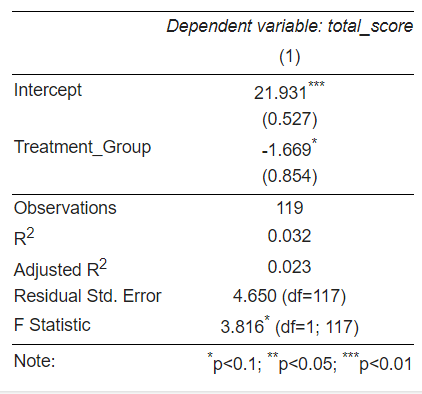 Dependent variable: total_score
(1)
Intercept 21.931***
(0.527)
Treatment_Group -1.669*
(0.854)
Observations 119
R2 0.032
Adjusted R2 0.023
Residual Std. Error 4.650 (df=117)
F Statistic 3.816* (df=1; 117)
Note: *p<0.1; **p<0.05; ***p<0.01